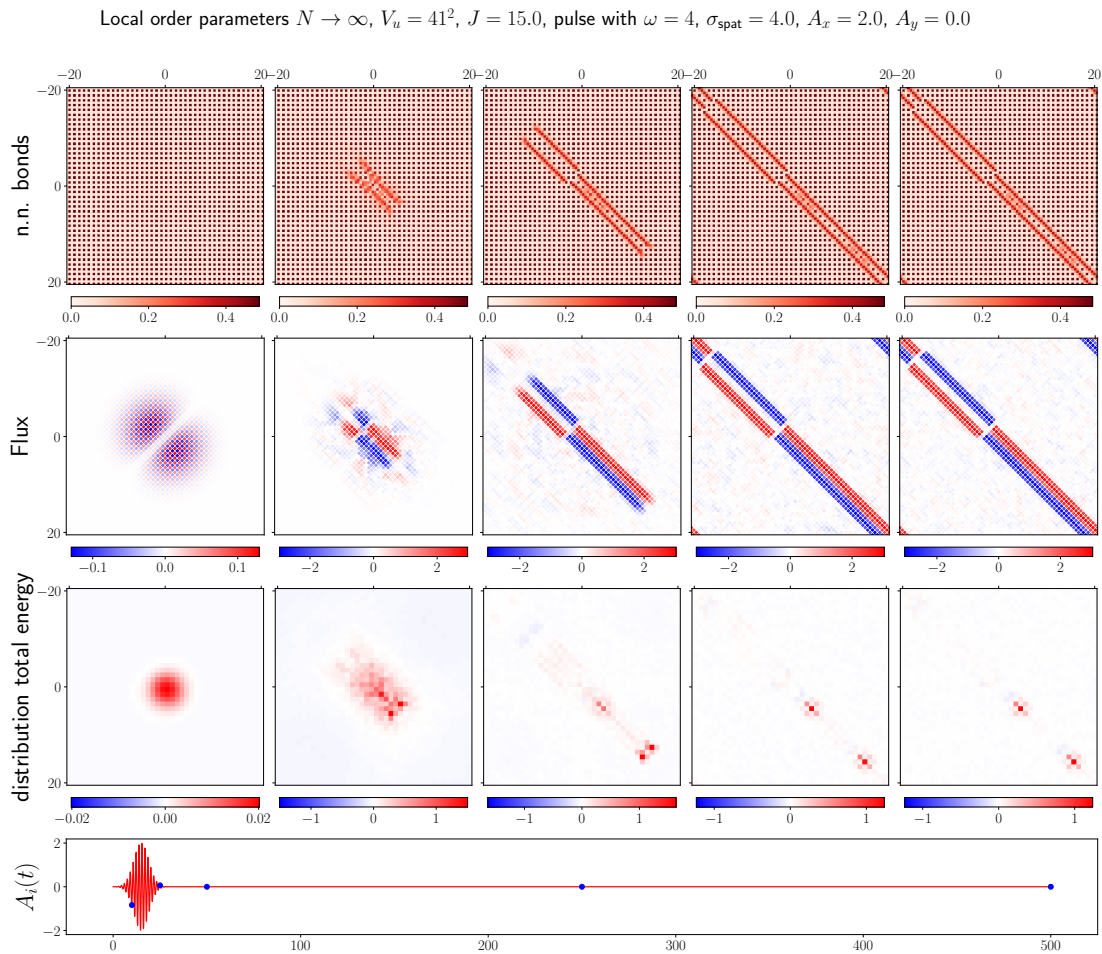 Local order parameters N → ∞, V_u = 41², J = 15.0, pulse with ω = 4, σ_spat = 4.0, A_x = 2.0, A_y = 0.0
−20 0 20 −20 0 20 −20 0 20 −20 0 20 −20 0 20
n.n. bonds
−20
0
20
0.0 0.2 0.4 0.0 0.2 0.4 0.0 0.2 0.4 0.0 0.2 0.4 0.0 0.2 0.4
Flux
−20
0
20
−0.1 0.0 0.1 −2 0 2 −2 0 2 −2 0 2 −2 0 2
distribution total energy
−20
0
20
−0.02 0.00 0.02 −1 0 1 −1 0 1 −1 0 1 −1 0 1
A_i(t)
2
0
−2
0 100 200 300 400 500